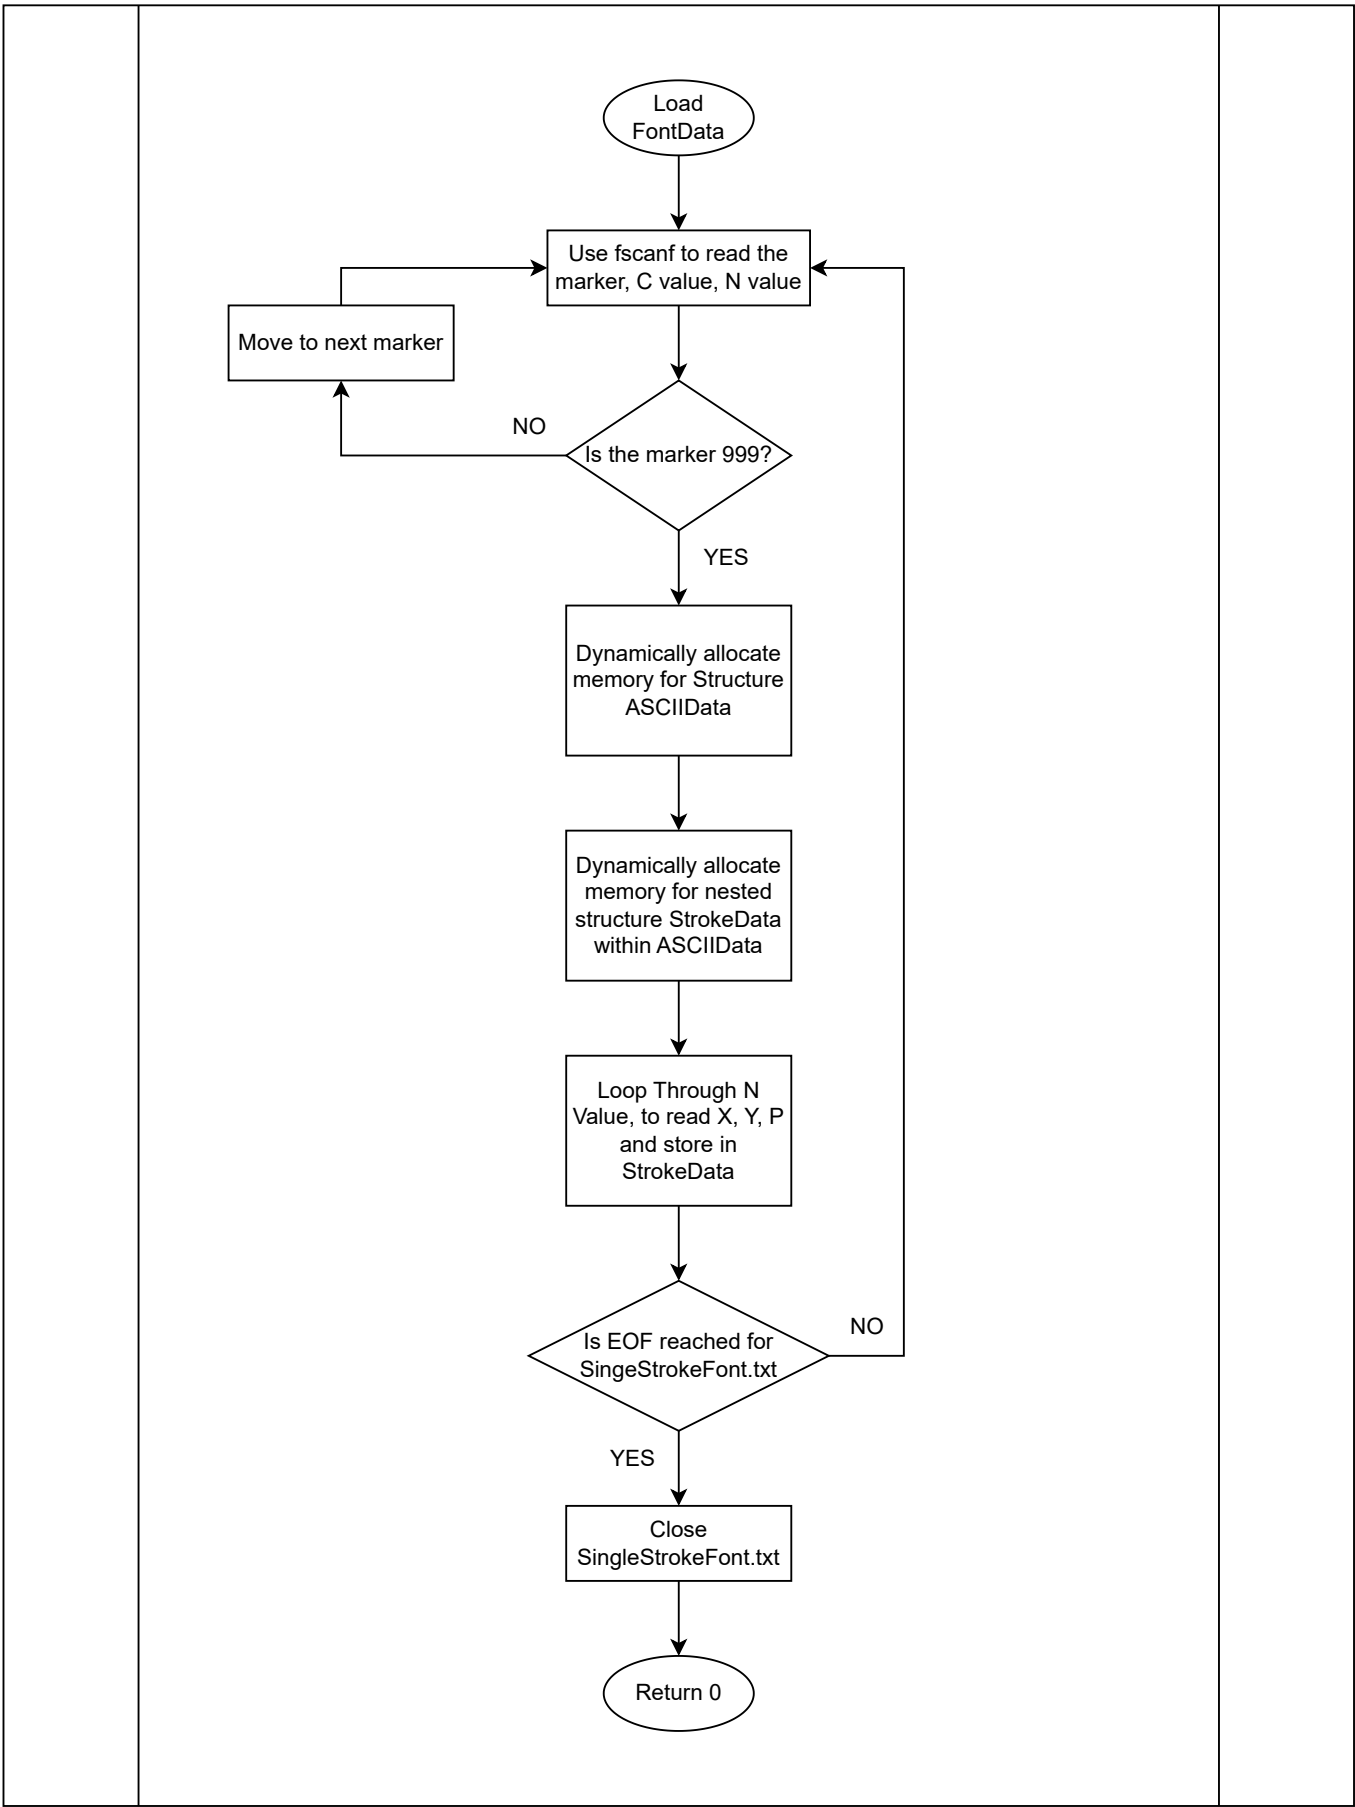 Load
FontData
Use fscanf to read the
marker, C value, N value
Move to next marker
NO
Is the marker 999?
YES
Dynamically allocate
memory for Structure
ASCIIData
Dynamically allocate
memory for nested
structure StrokeData
within ASCIIData
Loop Through N
Value, to read X, Y, P
and store in
StrokeData
Is EOF reached for
SingeStrokeFont.txt
NO
YES
Close
SingleStrokeFont.txt
Return 0